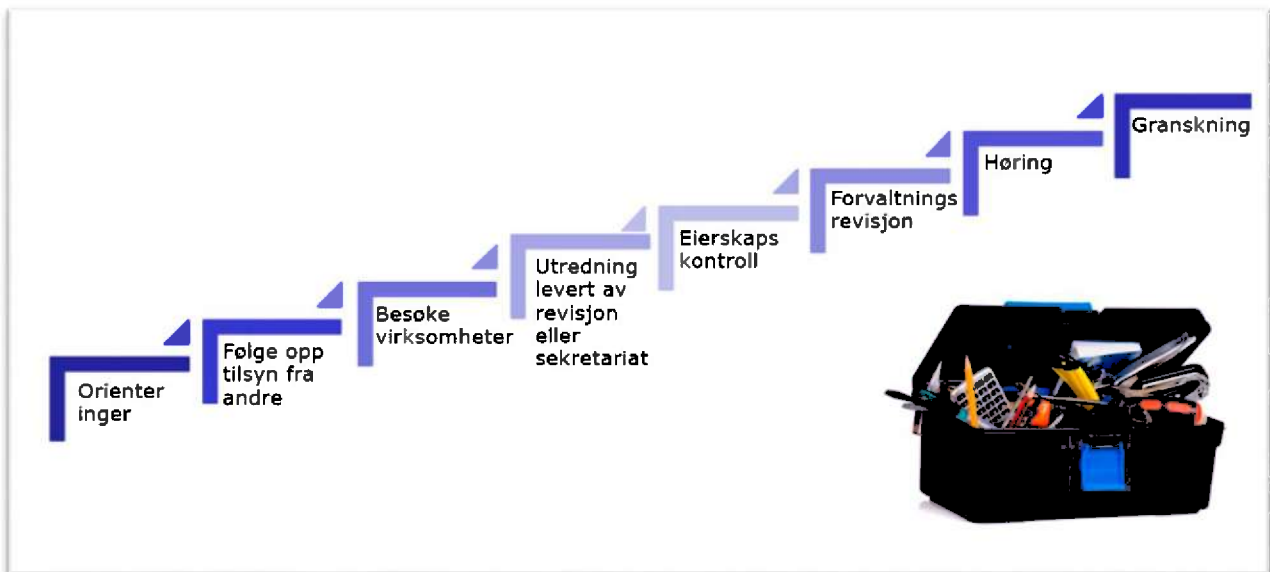 Orienter
inger
Følge opp
tilsyn fra
andre
Besøke
virksomheter
Utredning
levert av
revisjon
eller
sekretariat
Eierskaps
kontroll
Forvaltnings
revisjon
Høring
Granskning